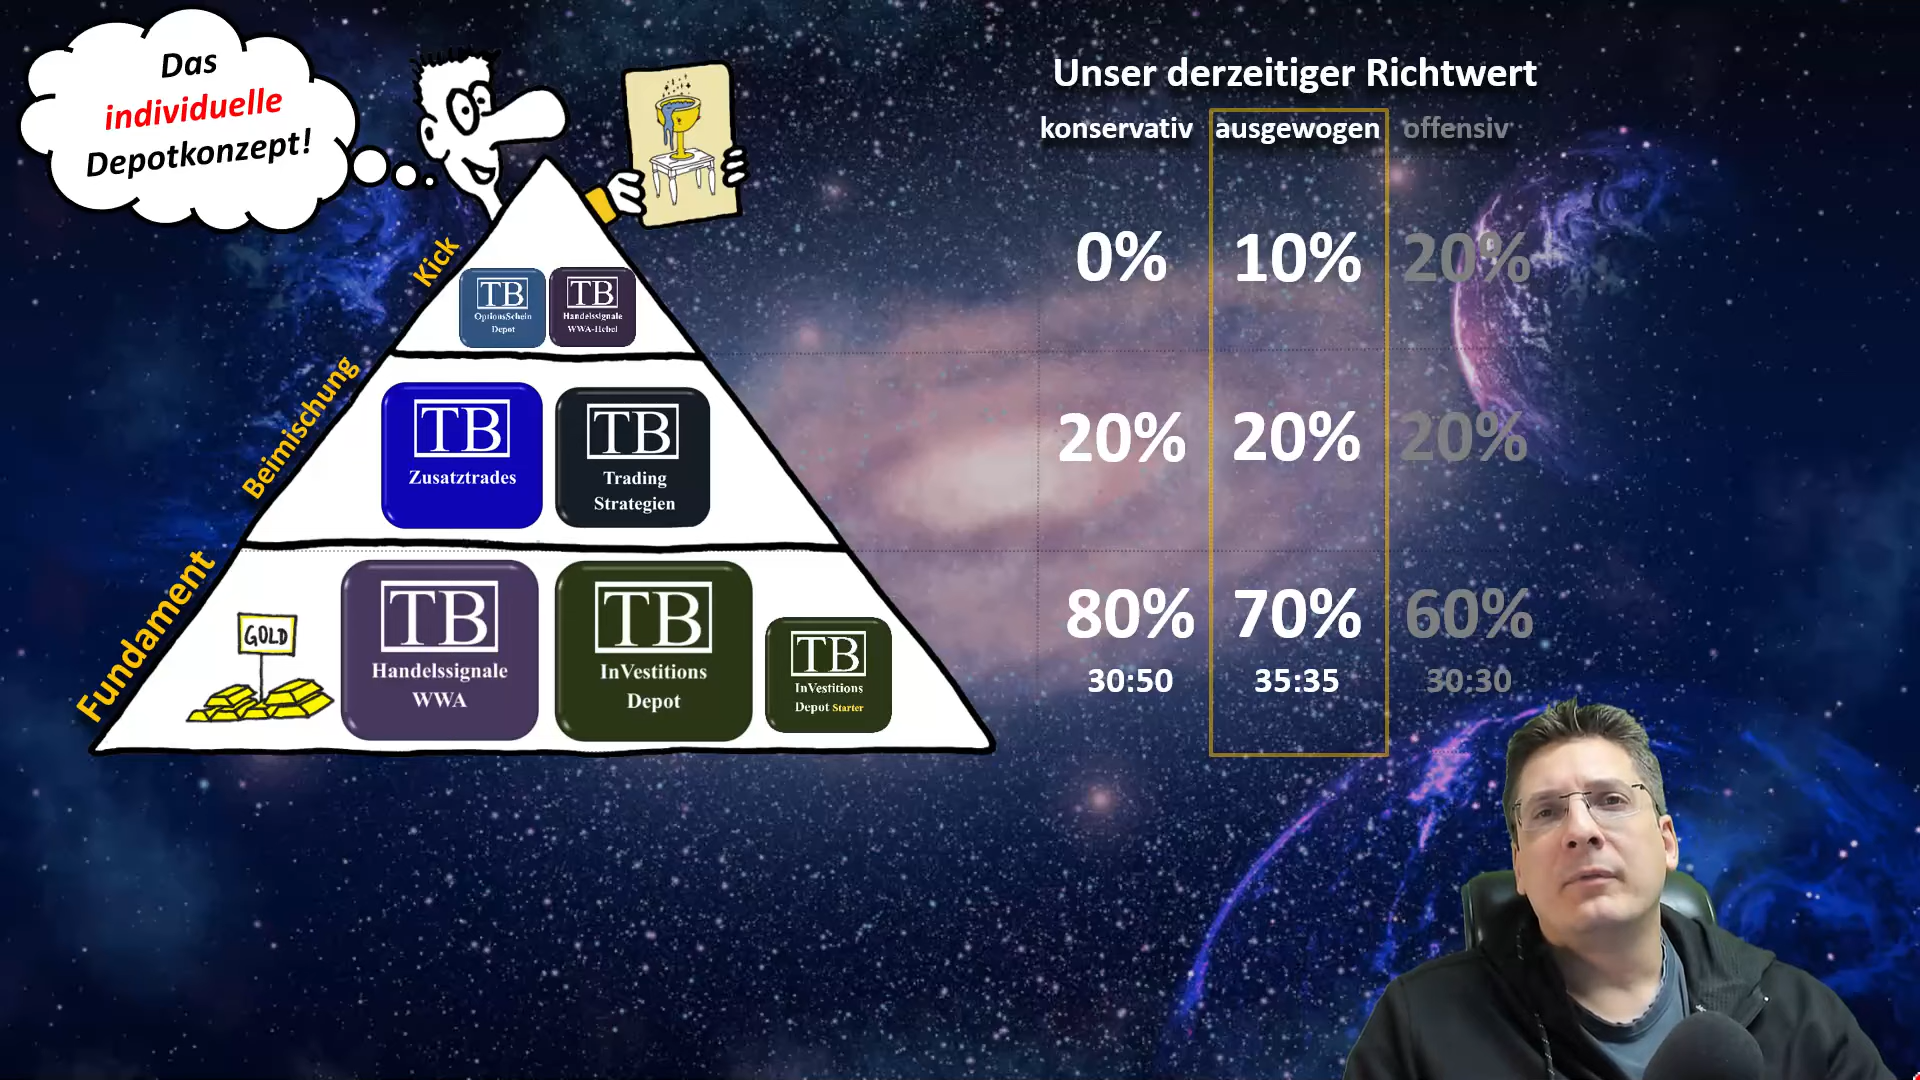 Das
individuelle
Depotkonzept!
Unser derzeitiger Richtwert
konservativ ausgewogen offensiv
Kick
TB
OptionsSchein
Depot
TB
Handelssignale
WWA-Hebel
0% 10% 20%
Beimischung
TB
Zusatztrades
TB
Trading
Strategien
20% 20% 20%
Fundament
GOLD
TB
Handelssignale
WWA
TB
InVestitions
Depot
TB
InVestitions
Depot Starter
80% 70% 60%
30:50 35:35 30:30